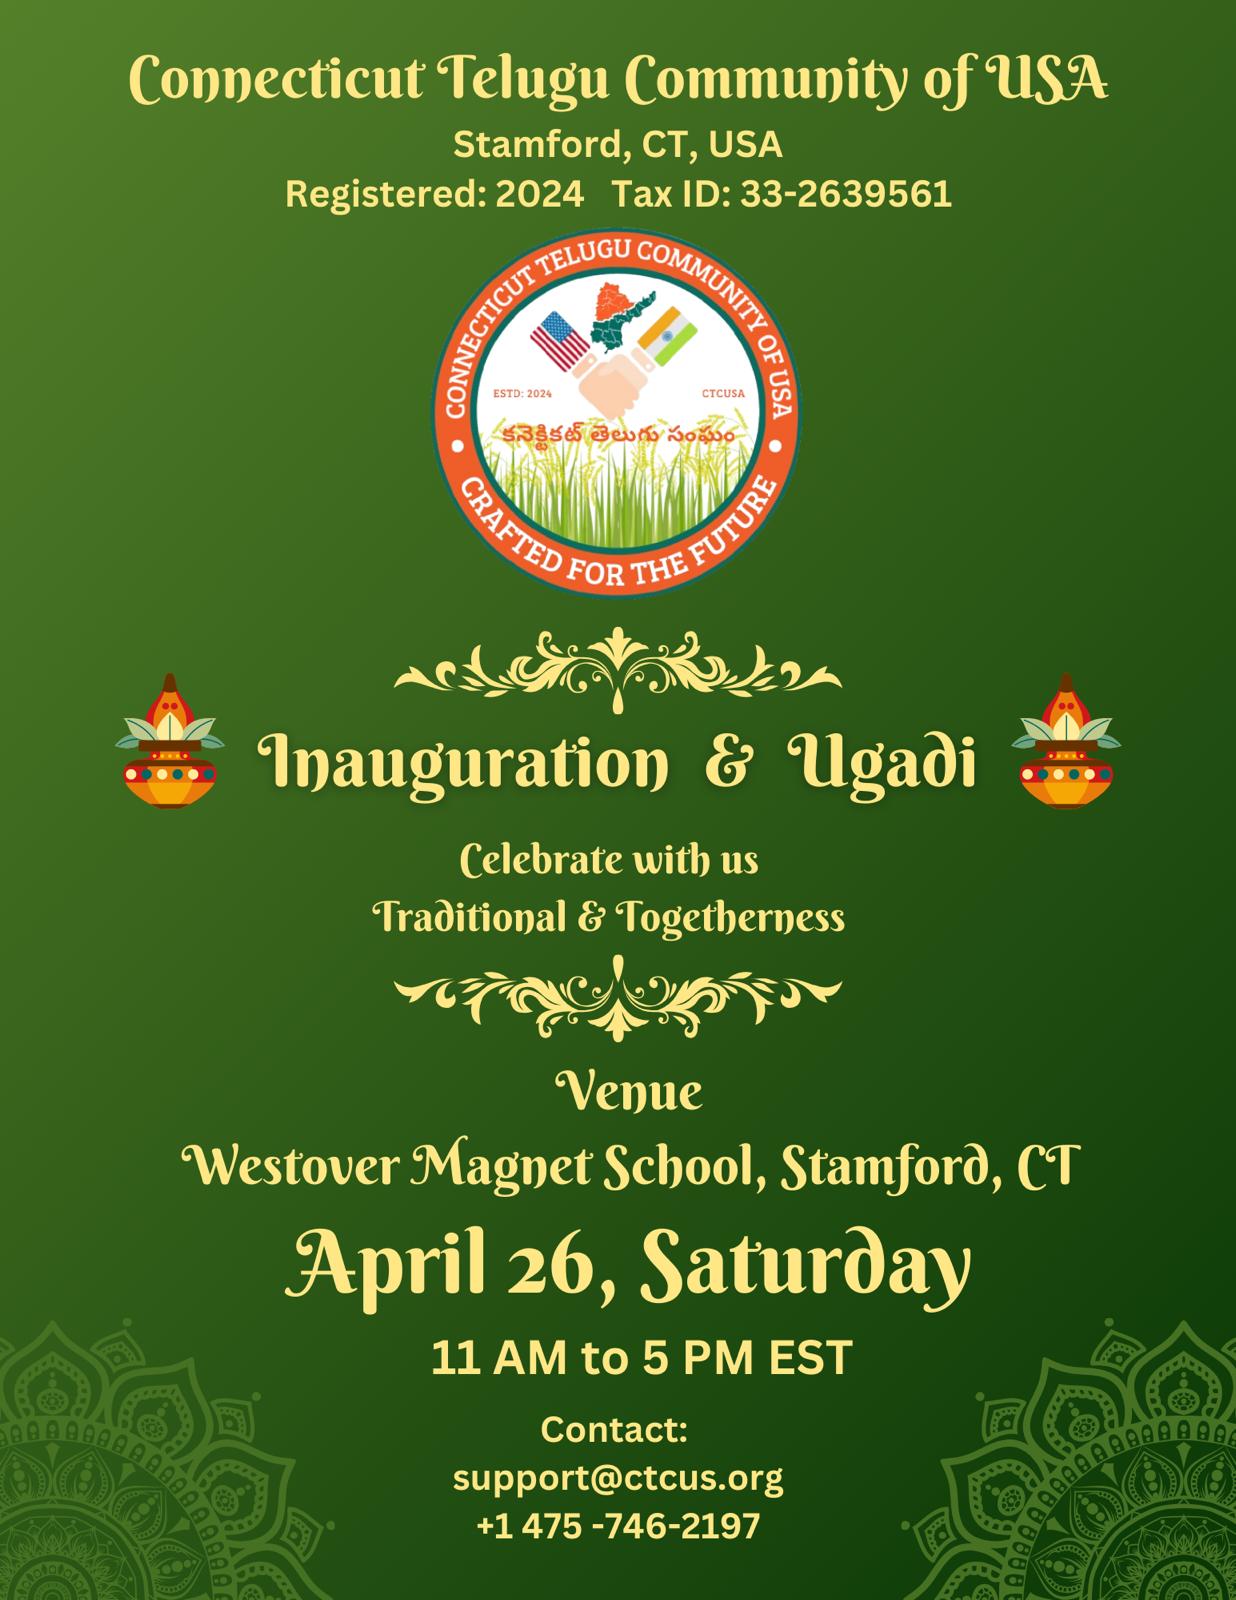 Connecticut Telugu Community of USA
Stamford, CT, USA
Registered: 2024 Tax ID: 33-2639561
CONNECTICUT TELUGU COMMUNITY OF USA
ESTD: 2024 CTCUSA
కనెక్టికట్ తెలుగు సంఘం
CRAFTED FOR THE FUTURE
Inauguration & Ugadi
Celebrate with us
Traditional & Togetherness
Venue
Westover Magnet School, Stamford, CT
April 26, Saturday
11 AM to 5 PM EST
Contact:
support@ctcus.org
+1 475 -746-2197